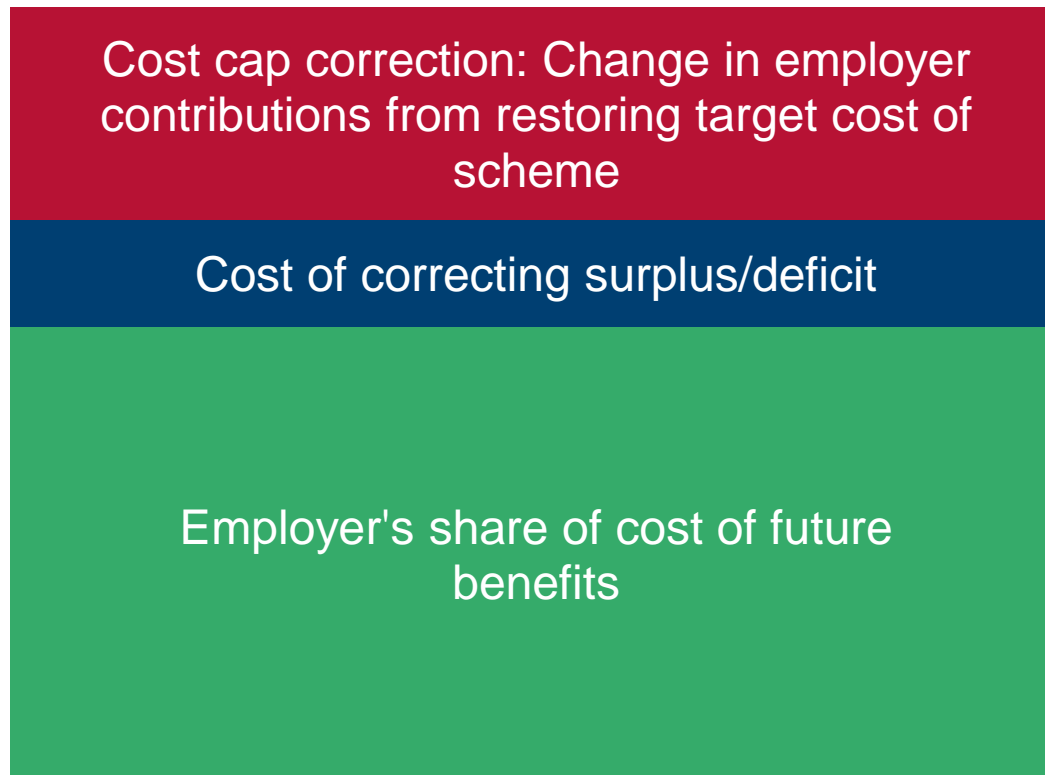 Cost cap correction: Change in employer
contributions from restoring target cost of
scheme
Cost of correcting surplus/deficit
Employer's share of cost of future
benefits